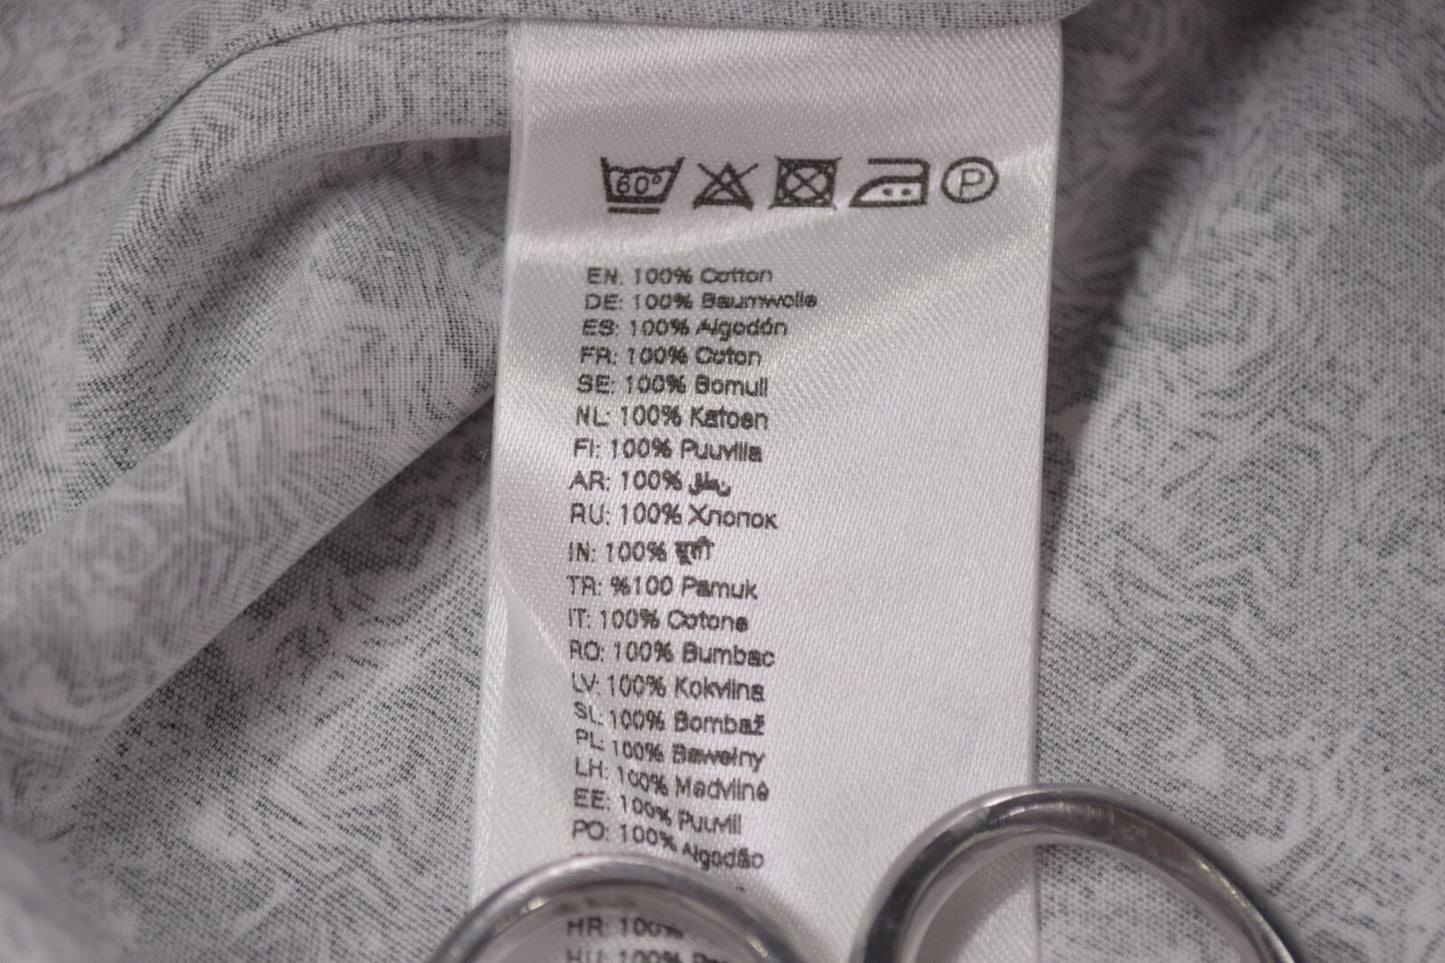 60° P
EN: 100% Cotton
DE: 100% Baumwolle
ES: 100% Algodón
FR: 100% Coton
SE: 100% Bomull
NL: 100% Katoen
FI: 100% Puuvilla
AR: 100%
RU: 100% Хлопок
IN: 100% सूती
TR: %100 Pamuk
IT: 100% Cotone
RO: 100% Bumbac
LV: 100% Kokvilna
SL: 100% Bombaž
PL: 100% Bawełny
LH: 100% Medvilnė
EE: 100% Puuvill
PO: 100% Algodão
HR: 100%
HU: 100%